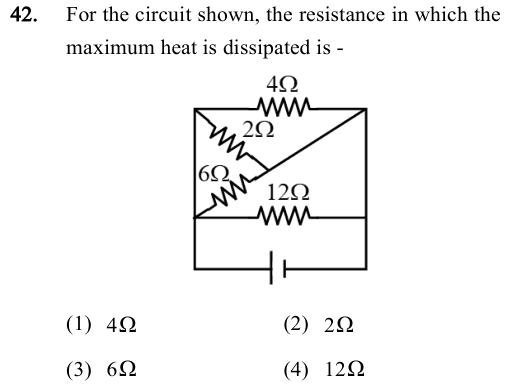 42. For the circuit shown, the resistance in which the
maximum heat is dissipated is -
4Ω
2Ω
6Ω
12Ω
(1) 4Ω (2) 2Ω
(3) 6Ω (4) 12Ω